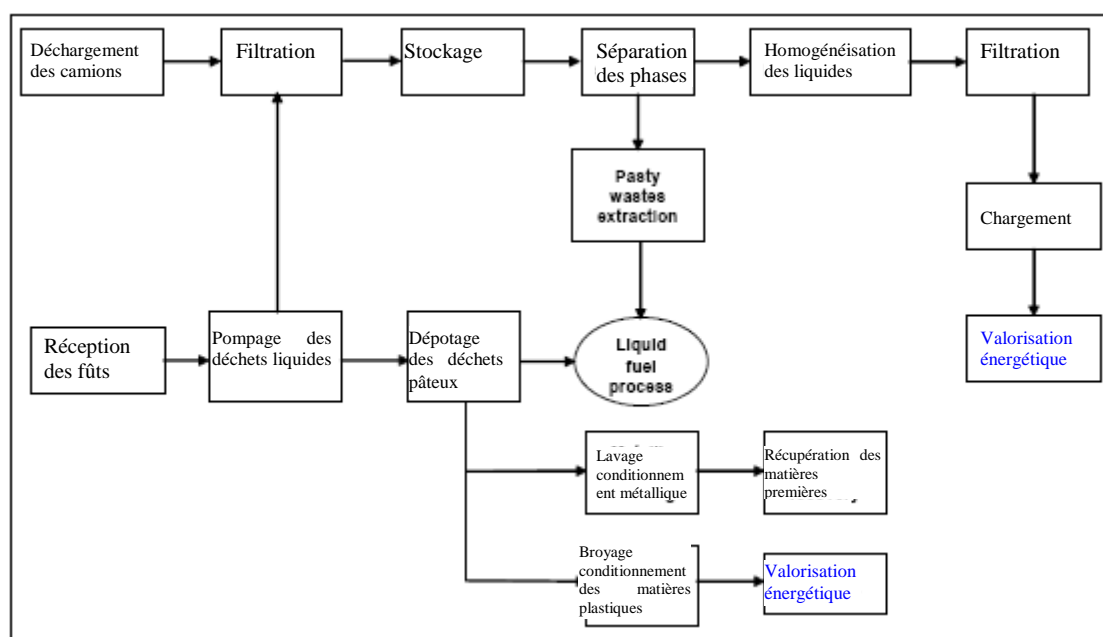 Déchargement
des camions
Filtration
Stockage
Séparation
des phases
Homogénéisation
des liquides
Filtration
Pasty
wastes
extraction
Chargement
Réception
des fûts
Pompage des
déchets liquides
Dépotage
des déchets
pâteux
Liquid
fuel
process
Valorisation
énergétique
Lavage
conditionnem
ent métallique
Récupération des
matières
premières
Broyage
conditionnement
des matières
plastiques
Valorisation
énergétique